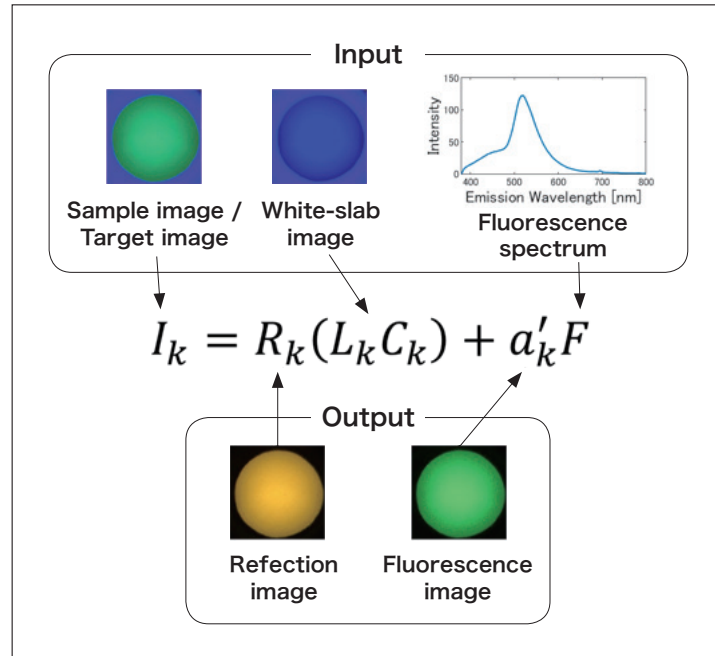 Input
150
100
50
0
Intensity
400 500 600 700 800
Emission Wavelength [nm]
Sample image /
Target image
White-slab
image
Fluorescence
spectrum
I_k = R_k(L_kC_k) + a'_kF
Output
Refection
image
Fluorescence
image